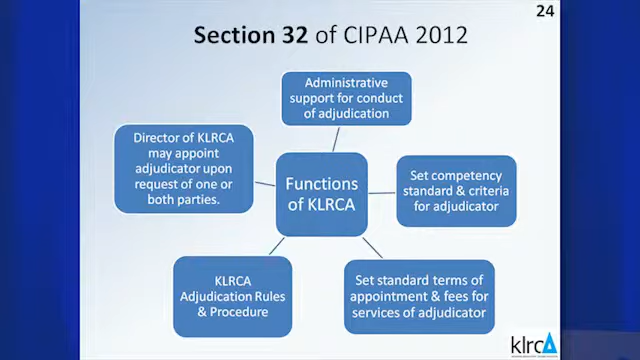 24
Section 32 of CIPAA 2012
Administrative
support for conduct
of adjudication
Director of KLRCA
may appoint
adjudicator upon
request of one or
both parties.
Functions
of KLRCA
Set competency
standard & criteria
for adjudicator
KLRCA
Adjudication Rules
& Procedure
Set standard terms of
appointment & fees for
services of adjudicator
klrcA